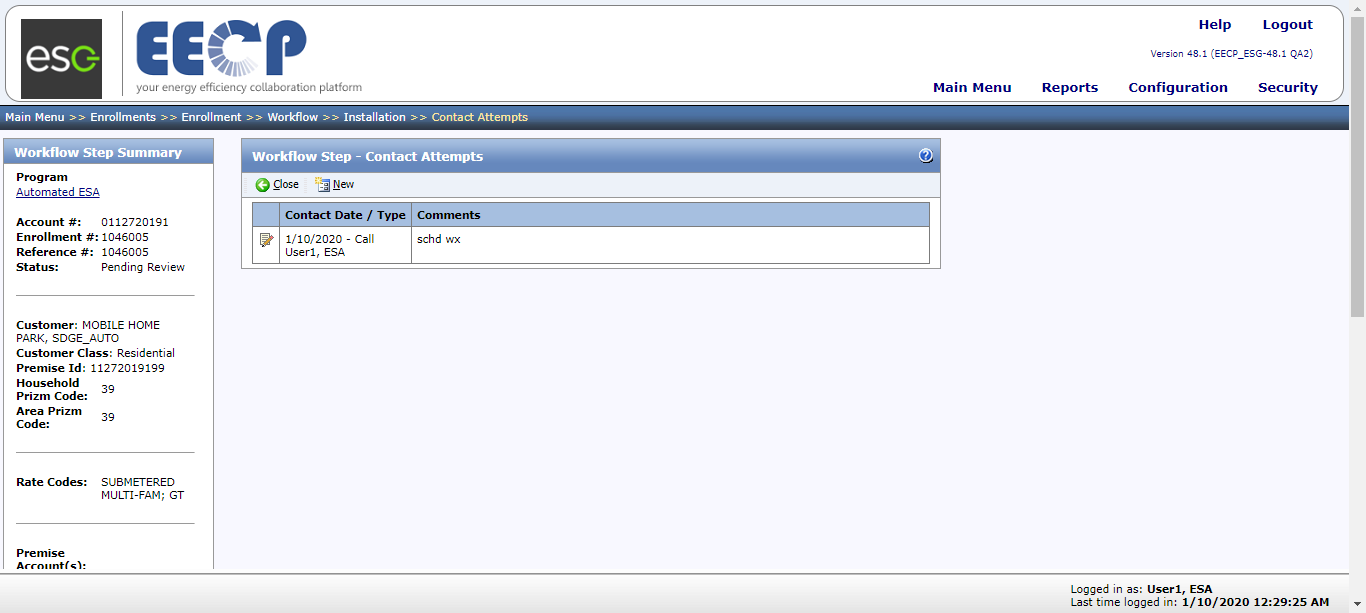 esg
EECP
your energy efficiency collaboration platform
Help Logout
Version 48.1 (EECP_ESG-48.1 QA2)
Main Menu Reports Configuration Security
Main Menu >> Enrollments >> Enrollment >> Workflow >> Installation >> Contact Attempts
Workflow Step Summary
Program
Automated ESA
Account #: 0112720191
Enrollment #: 1046005
Reference #: 1046005
Status: Pending Review
Customer: MOBILE HOME
PARK, SDGE_AUTO
Customer Class: Residential
Premise Id: 11272019199
Household
Prizm Code: 39
Area Prizm
Code: 39
Rate Codes: SUBMETERED
MULTI-FAM; GT
Premise
Account(s):
Workflow Step - Contact Attempts
?
Close New
Contact Date / Type Comments
1/10/2020 - Call schd wx
User1, ESA
Logged in as: User1, ESA
Last time logged in: 1/10/2020 12:29:25 AM